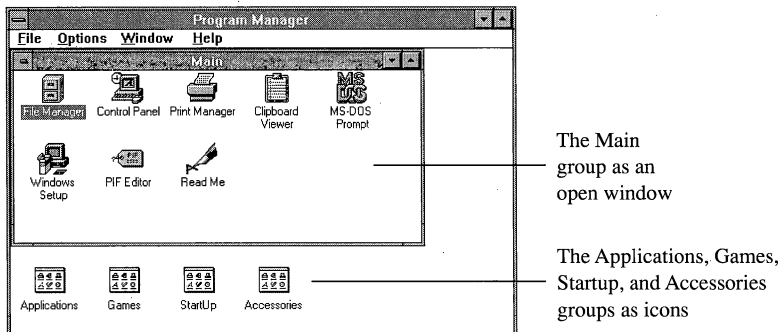 Program Manager
File Options Window Help
Main
File Manager Control Panel Print Manager Clipboard Viewer MS-DOS Prompt
MS DOS
Windows Setup PIF Editor Read Me
Applications Games StartUp Accessories
The Main
group as an
open window
The Applications, Games,
Startup, and Accessories
groups as icons